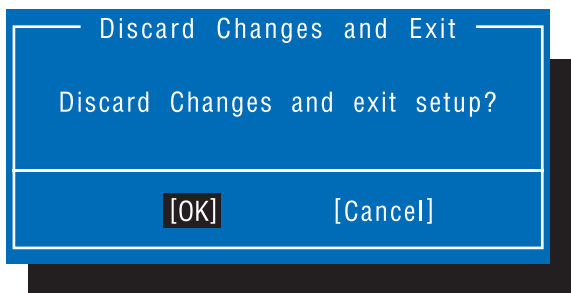 Discard Changes and Exit
Discard Changes and exit setup?
[OK] [Cancel]